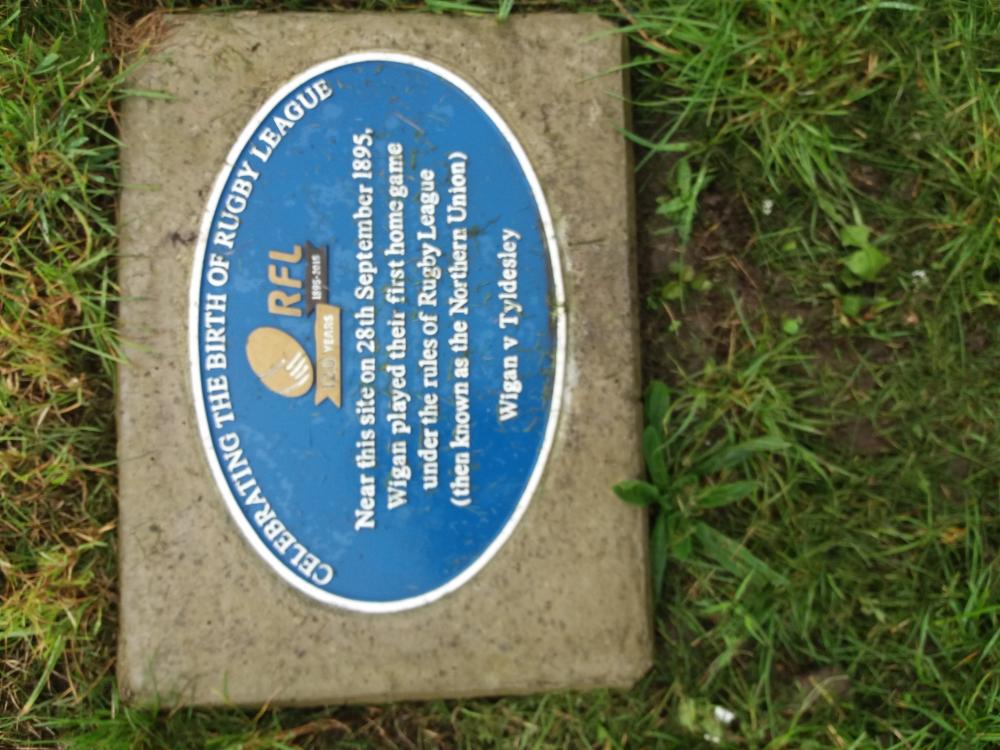 CELEBRATING THE BIRTH OF RUGBY LEAGUE
RFL
120 YEARS
1895-2015
Near this site on 28th September 1895,
Wigan played their first home game
under the rules of Rugby League
(then known as the Northern Union)
Wigan v Tyldesley